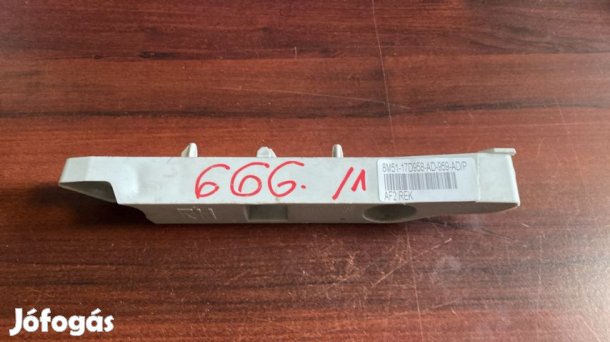 666. /1
8M51-17D958-AD-959-AD/P
AF2 REK
Jófogás